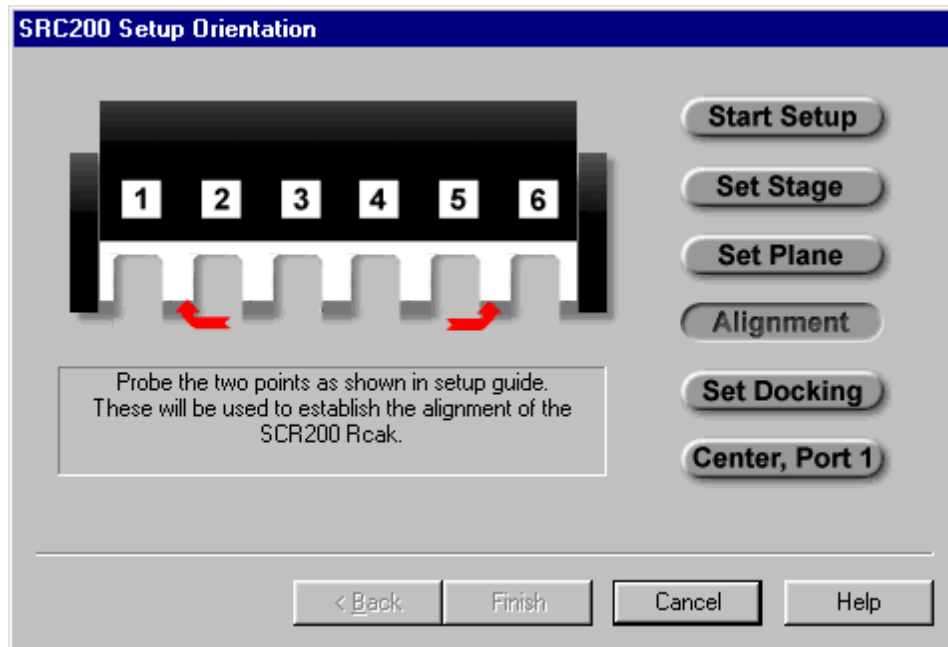 SRC200 Setup Orientation
1 2 3 4 5 6
Start Setup
Set Stage
Set Plane
Alignment
Set Docking
Center, Port 1
Probe the two points as shown in setup guide.
These will be used to establish the alignment of the
SCR200 Rcak.
< Back
Finish
Cancel
Help